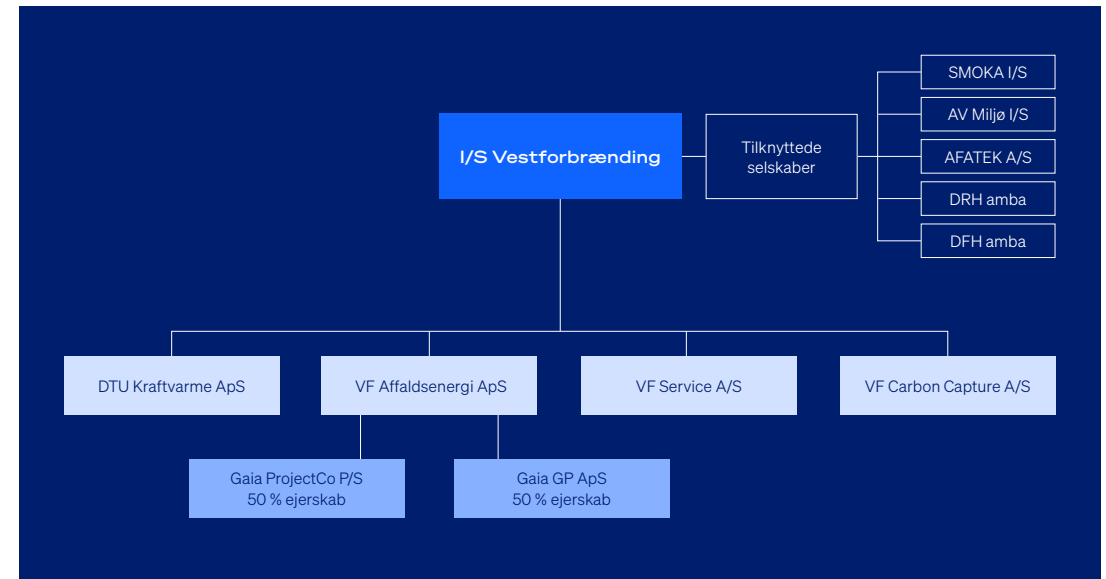 SMOKA I/S
AV Miljø I/S
I/S Vestforbrænding
Tilknyttede
selskaber
AFATEK A/S
DRH amba
DFH amba
DTU Kraftvarme ApS
VF Affaldsenergi ApS
VF Service A/S
VF Carbon Capture A/S
Gaia ProjectCo P/S
50 % ejerskab
Gaia GP ApS
50 % ejerskab